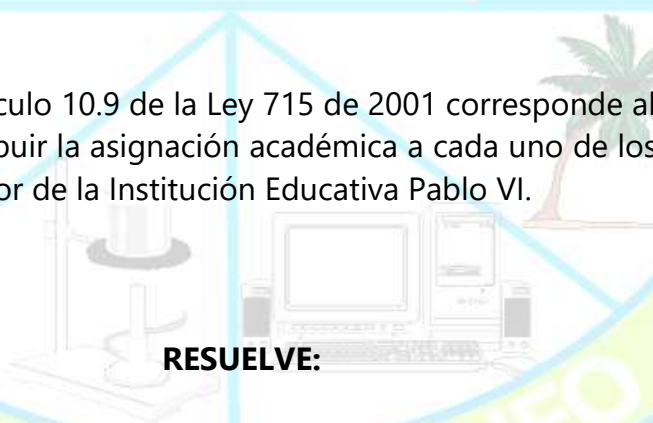 culo 10.9 de la Ley 715 de 2001 corresponde al
buir la asignación académica a cada uno de los
or de la Institución Educativa Pablo VI.
RESUELVE: